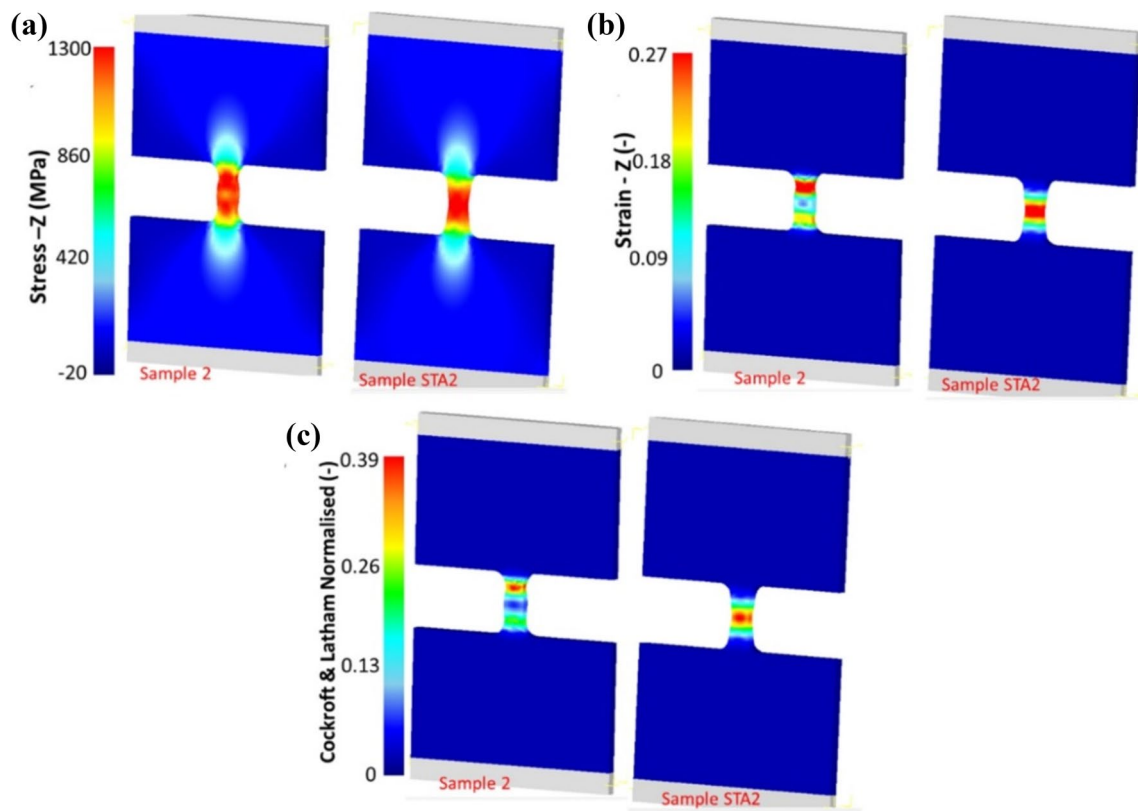 (a)
1300
860
420
-20
Stress –Z (MPa)
Sample 2
Sample STA2
(b)
0.27
0.18
0.09
0
Strain - Z (-)
Sample 2
Sample STA2
(c)
0.39
0.26
0.13
0
Cockroft & Latham Normalised (-)
Sample 2
Sample STA2